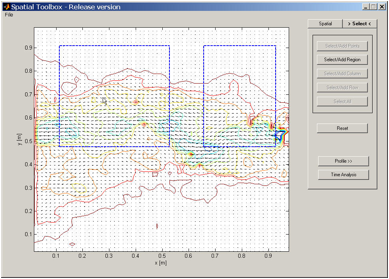 Spatial Toolbox - Release version
File
Spatial
> Select <
Select/Add Points
Select/Add Region
Select/Add Column
Select/Add Row
Select All
Reset
Profile >>
Time Analysis
0.9
0.8
0.7
0.6
0.5
0.4
0.3
0.2
0.1
z [m]
0.1 0.2 0.3 0.4 0.5 0.6 0.7 0.8 0.9
x [m]